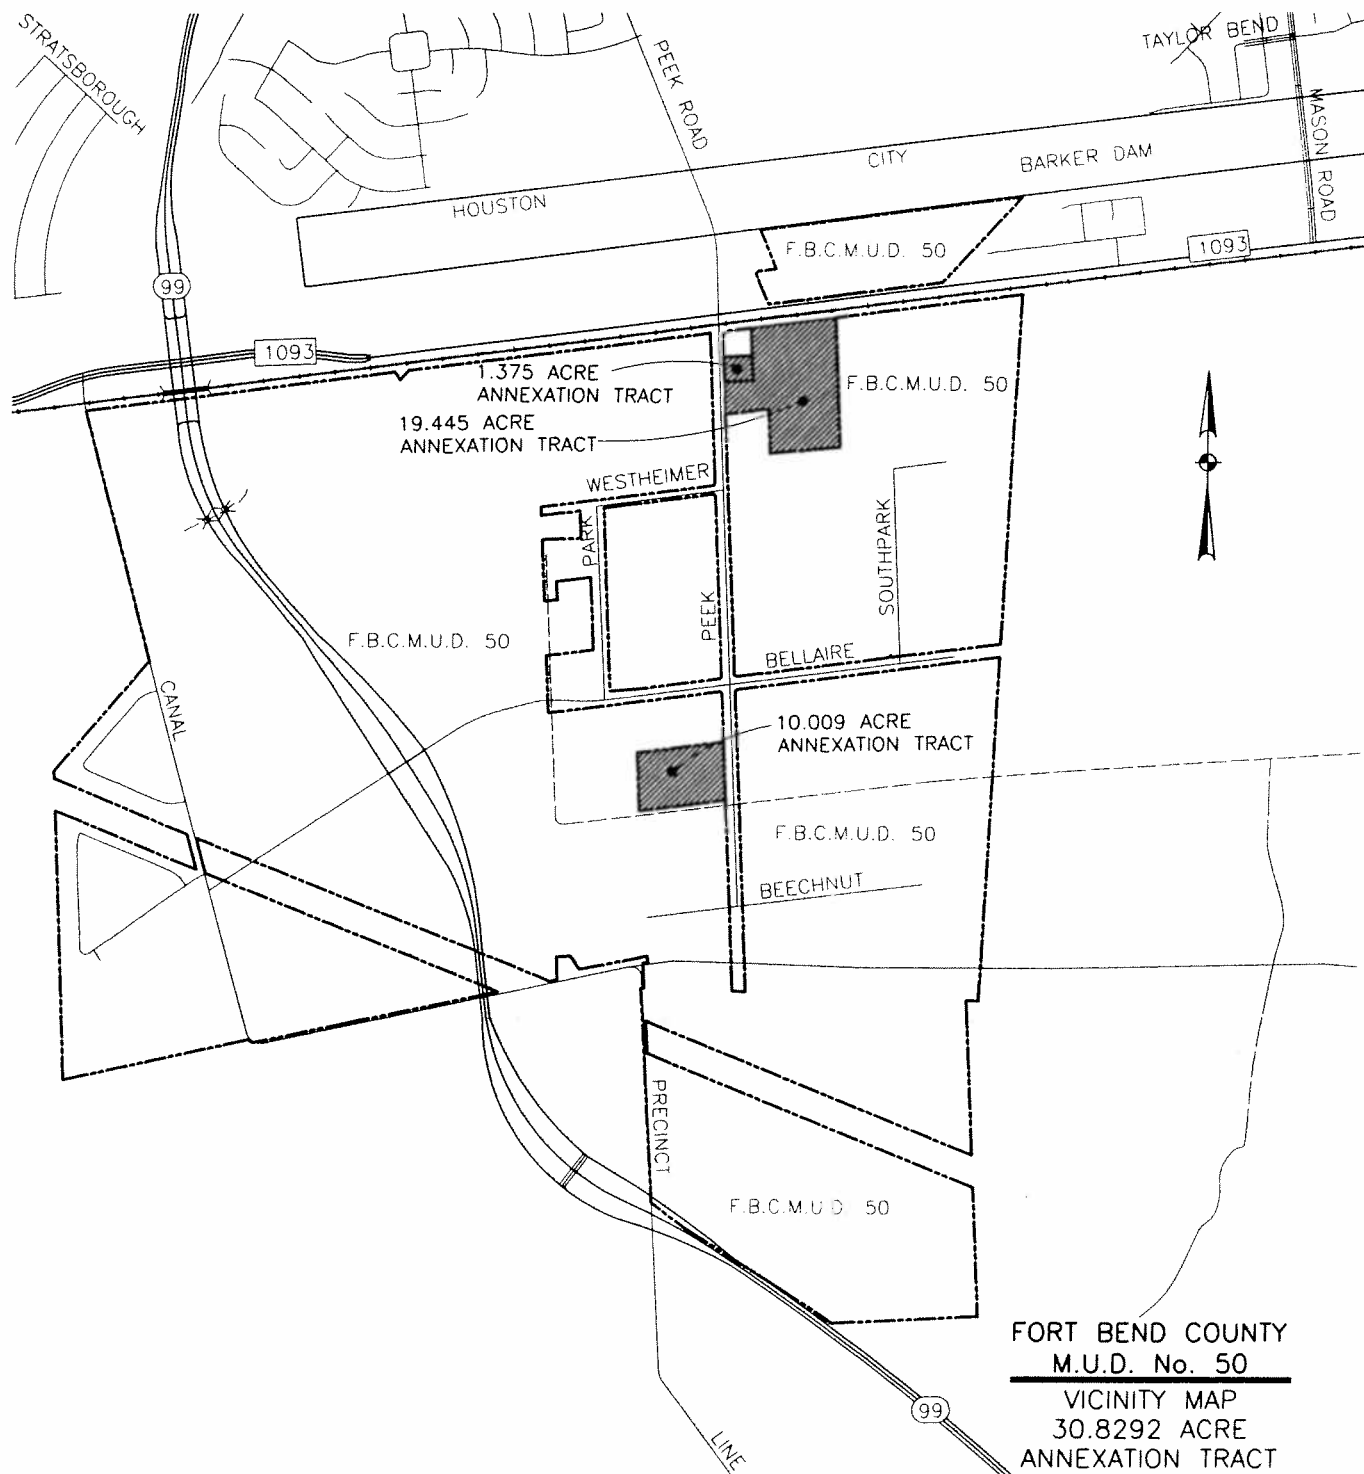 STRATSBOROUGH
PEEK ROAD
TAYLOR BEND
MASON ROAD
CITY
BARKER DAM
HOUSTON
F.B.C.M.U.D. 50
1093
99
1093
1.375 ACRE
ANNEXATION TRACT
F.B.C.M.U.D. 50
19.445 ACRE
ANNEXATION TRACT
WESTHEIMER
PARK
SOUTHPARK
PEEK
F.B.C.M.U.D. 50
BELLAIRE
CANAL
10.009 ACRE
ANNEXATION TRACT
F.B.C.M.U.D. 50
BEECHNUT
PRECINCT
F.B.C.M.U.D. 50
FORT BEND COUNTY
M.U.D. No. 50
VICINITY MAP
30.8292 ACRE
ANNEXATION TRACT
99
LINE